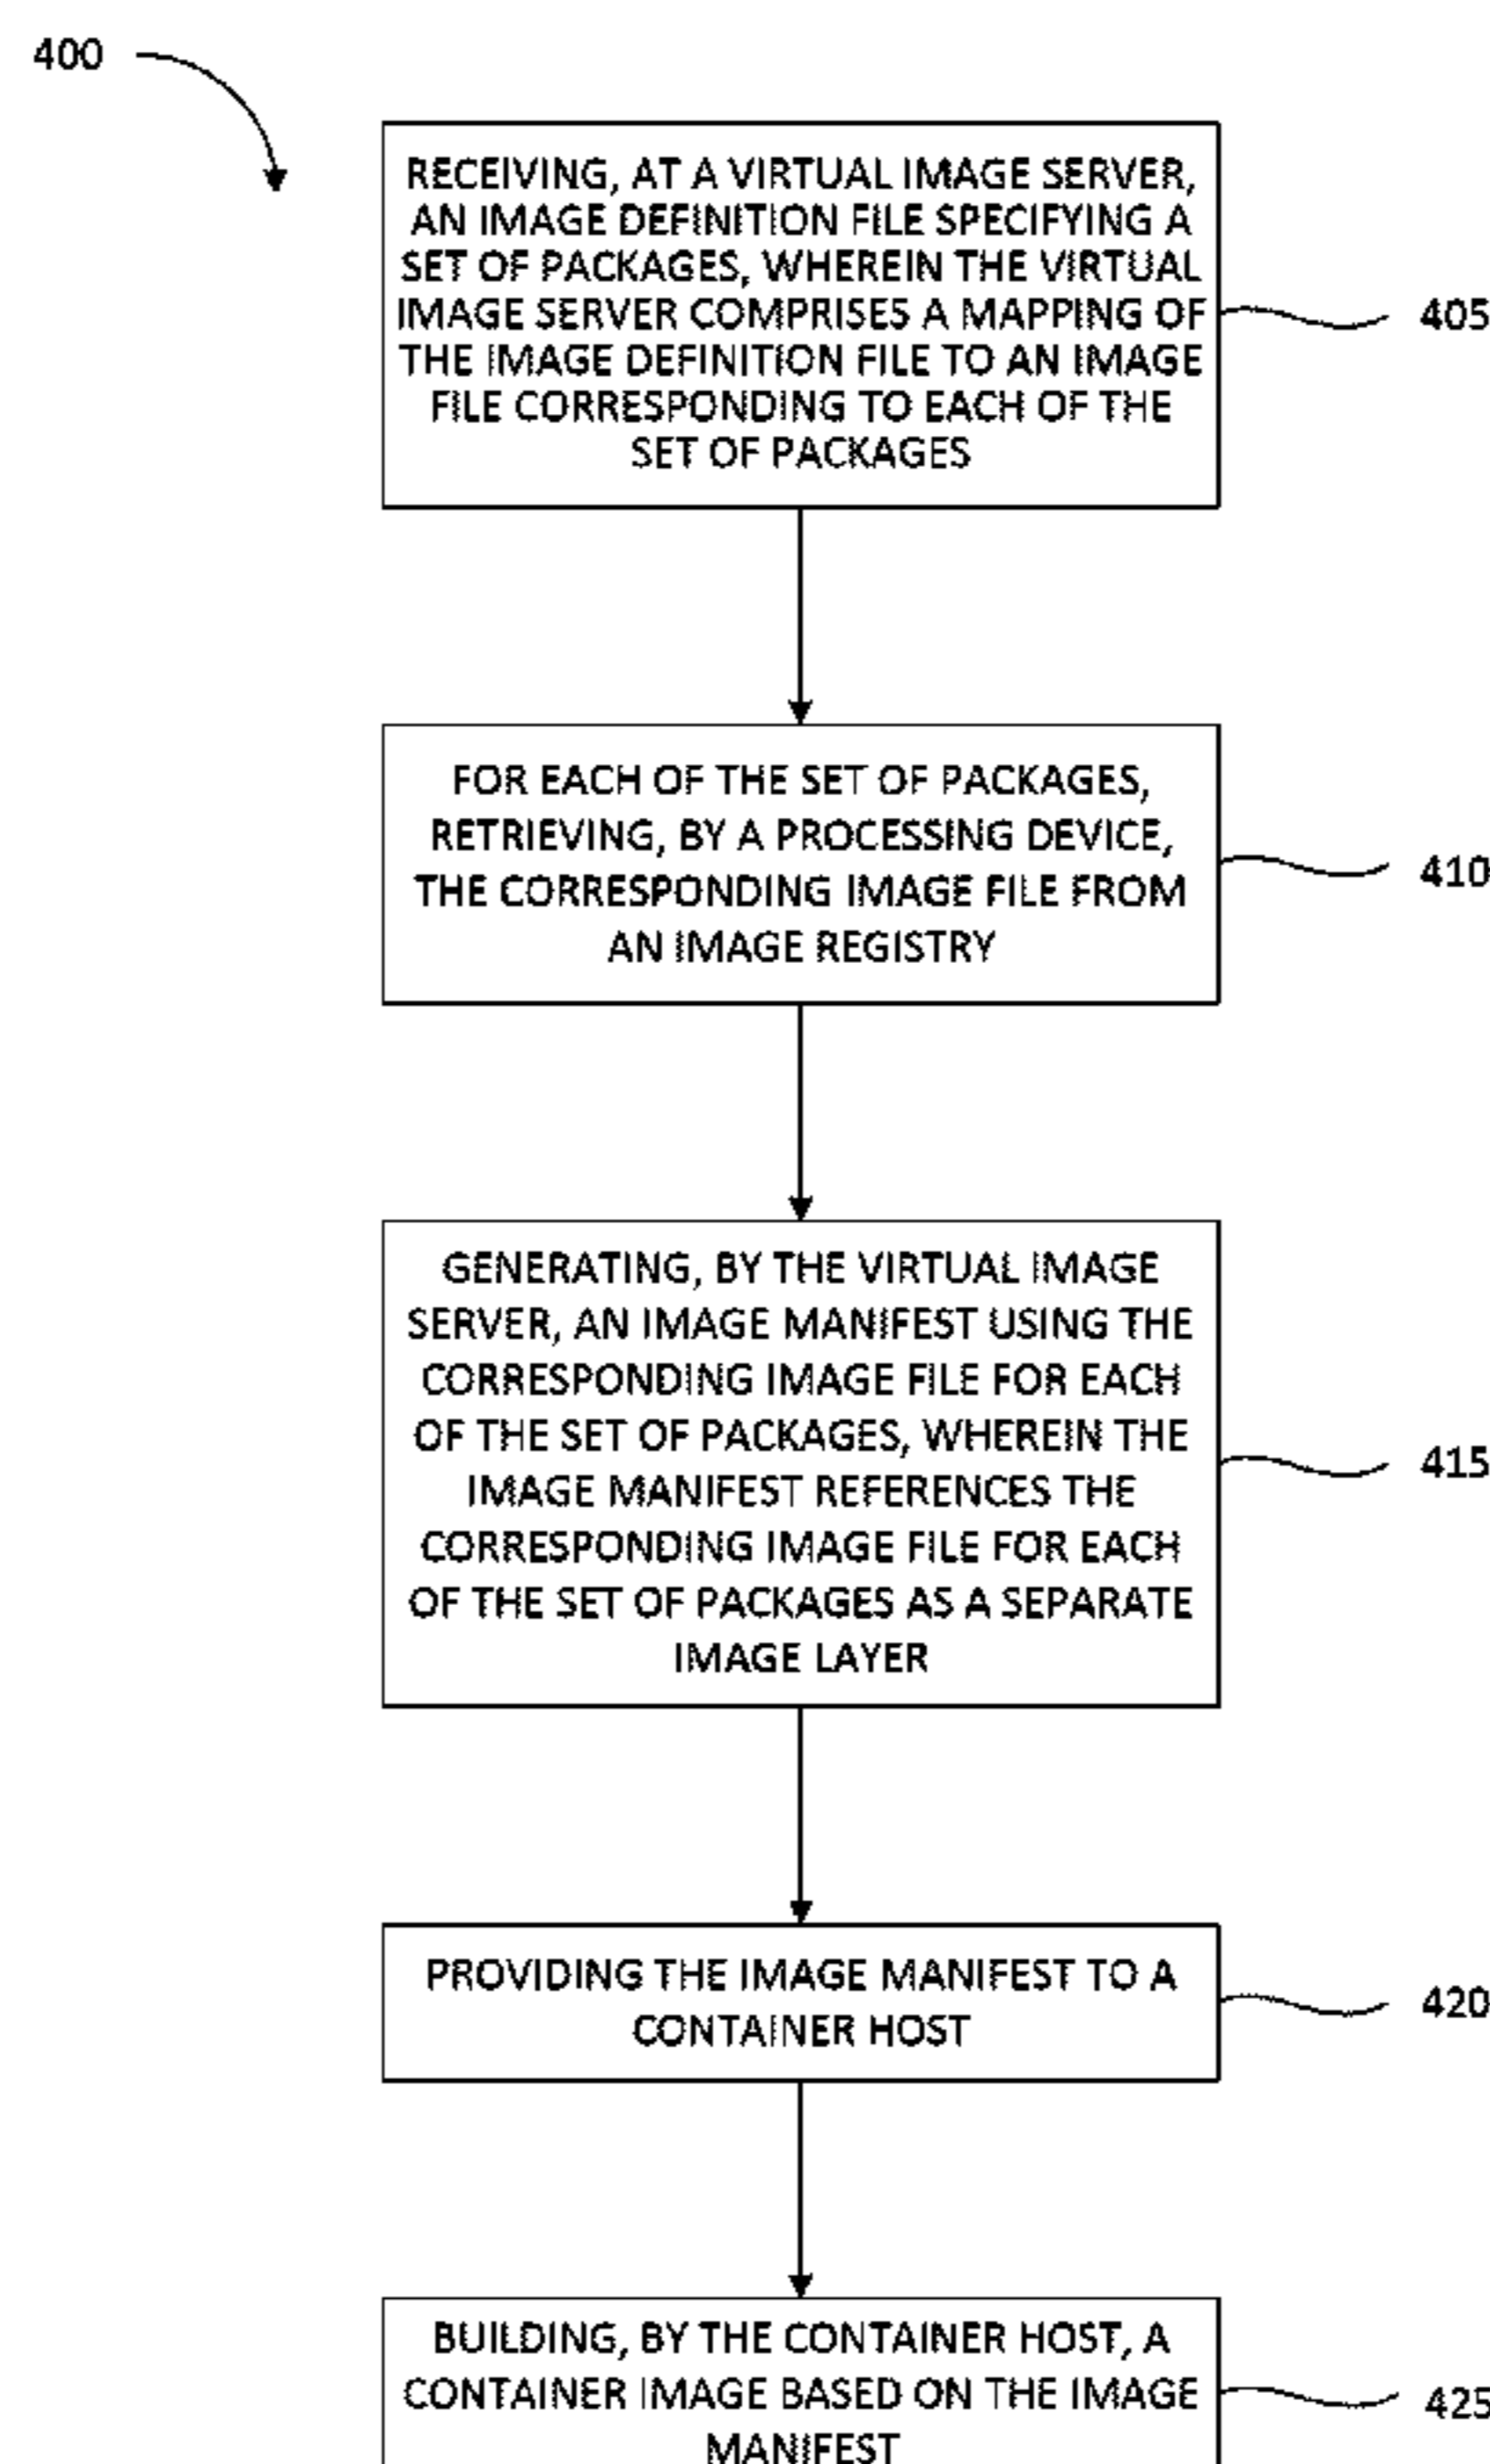 400
RECEIVING, AT A VIRTUAL IMAGE SERVER,
AN IMAGE DEFINITION FILE SPECIFYING A
SET OF PACKAGES, WHEREIN THE VIRTUAL
IMAGE SERVER COMPRISES A MAPPING OF
THE IMAGE DEFINITION FILE TO AN IMAGE
FILE CORRESPONDING TO EACH OF THE
SET OF PACKAGES
405
FOR EACH OF THE SET OF PACKAGES,
RETRIEVING, BY A PROCESSING DEVICE,
THE CORRESPONDING IMAGE FILE FROM
AN IMAGE REGISTRY
410
GENERATING, BY THE VIRTUAL IMAGE
SERVER, AN IMAGE MANIFEST USING THE
CORRESPONDING IMAGE FILE FOR EACH
OF THE SET OF PACKAGES, WHEREIN THE
IMAGE MANIFEST REFERENCES THE
CORRESPONDING IMAGE FILE FOR EACH
OF THE SET OF PACKAGES AS A SEPARATE
IMAGE LAYER
415
PROVIDING THE IMAGE MANIFEST TO A
CONTAINER HOST
420
BUILDING, BY THE CONTAINER HOST, A
CONTAINER IMAGE BASED ON THE IMAGE
MANIFEST
425